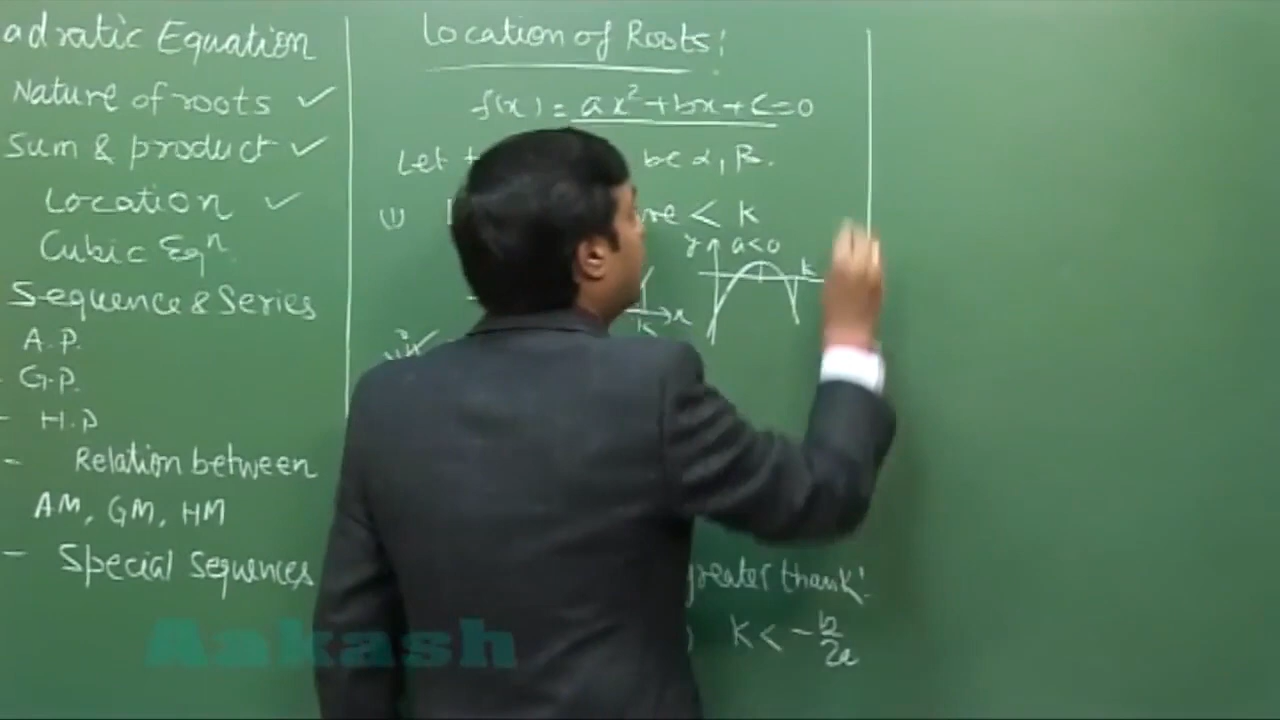 adratic Equation
Nature of roots ✓
Sum & product ✓
Location ✓
Cubic Eqⁿ
Sequence & Series
A.P.
- G.P.
- H.P
- Relation between
AM, GM, HM
- Special Sequences
Location of Roots:
f(x) = ax²+bx+c=0
Let be α, β.
(i) < k
y a<0
k
k x
greater than k!
k < -b/2a
Aakash